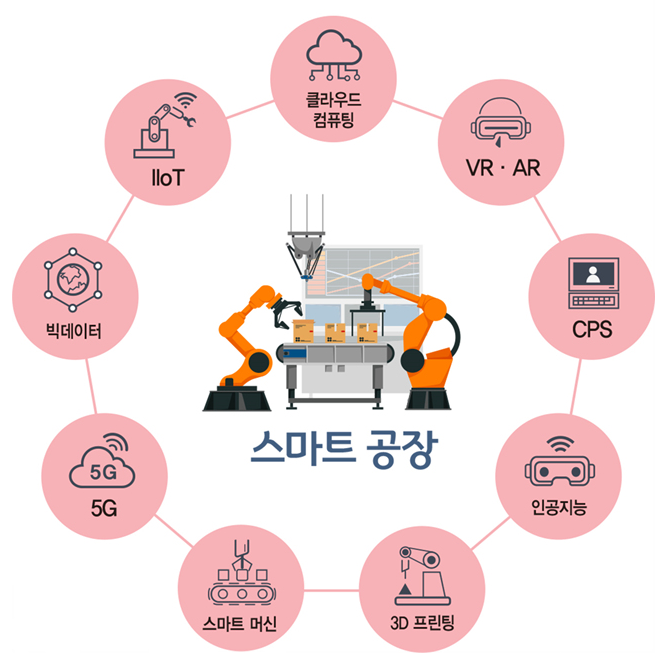 클라우드
컴퓨팅
VR · AR
CPS
인공지능
3D 프린팅
스마트 머신
5G
5G
빅데이터
IIoT
스마트 공장